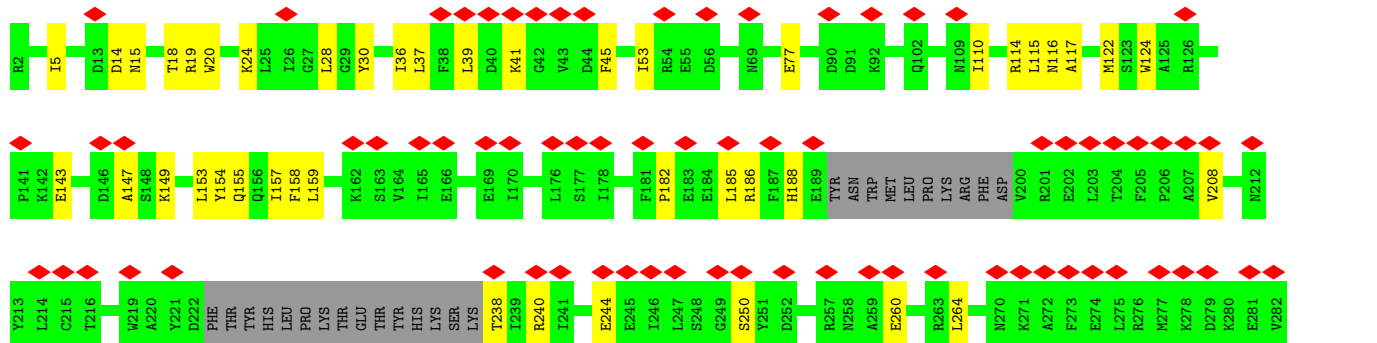 R2 I5 D13 D14 N15 T18 R19 W20 K24 L25 I26 G27 L28 G29 Y30 I36 L37 F38 L39 D40 K41 G42 V43 D44 F45 I53 R54 E55 D56 N69 E77 D90 D91 K92 Q102 N109 I110 R114 L115 N116 A117 M122 S123 W124 A125 R126
P141 K142 E143 D146 A147 S148 K149 L153 Y154 Q155 Q156 I157 F158 L159 K162 S163 V164 I165 E166 E169 I170 L176 S177 I178 F181 P182 E183 E184 L185 R186 F187 H188 E189 TYR ASN TRP MET LEU PRO LYS ARG PHE ASP V200 R201 E202 L203 T204 F205 P206 A207 V208 N212
Y213 L214 C215 T216 W219 A220 Y221 D222 PHE THR TYR HIS LEU PRO LYS THR GLU THR TYR HIS LYS SER LYS T238 I239 R240 I241 E244 E245 I246 L247 S248 G249 S250 Y251 D252 R257 N258 A259 E260 R263 L264 N270 K271 A272 F273 E274 L275 R276 M277 K278 D279 K280 E281 V282